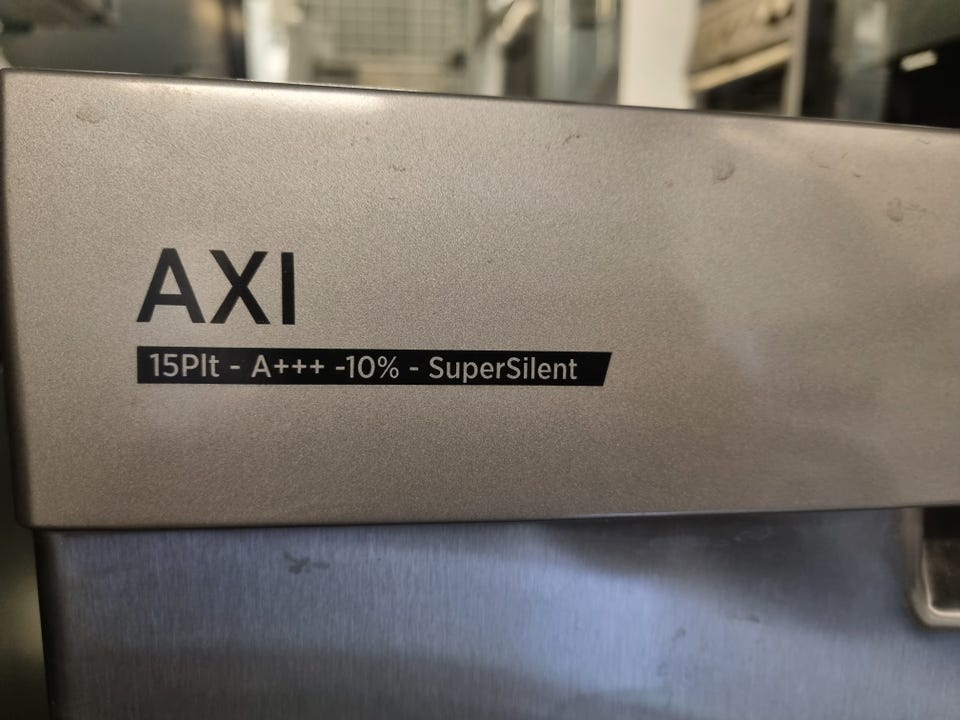 AXI
15Plt - A+++ -10% - SuperSilent